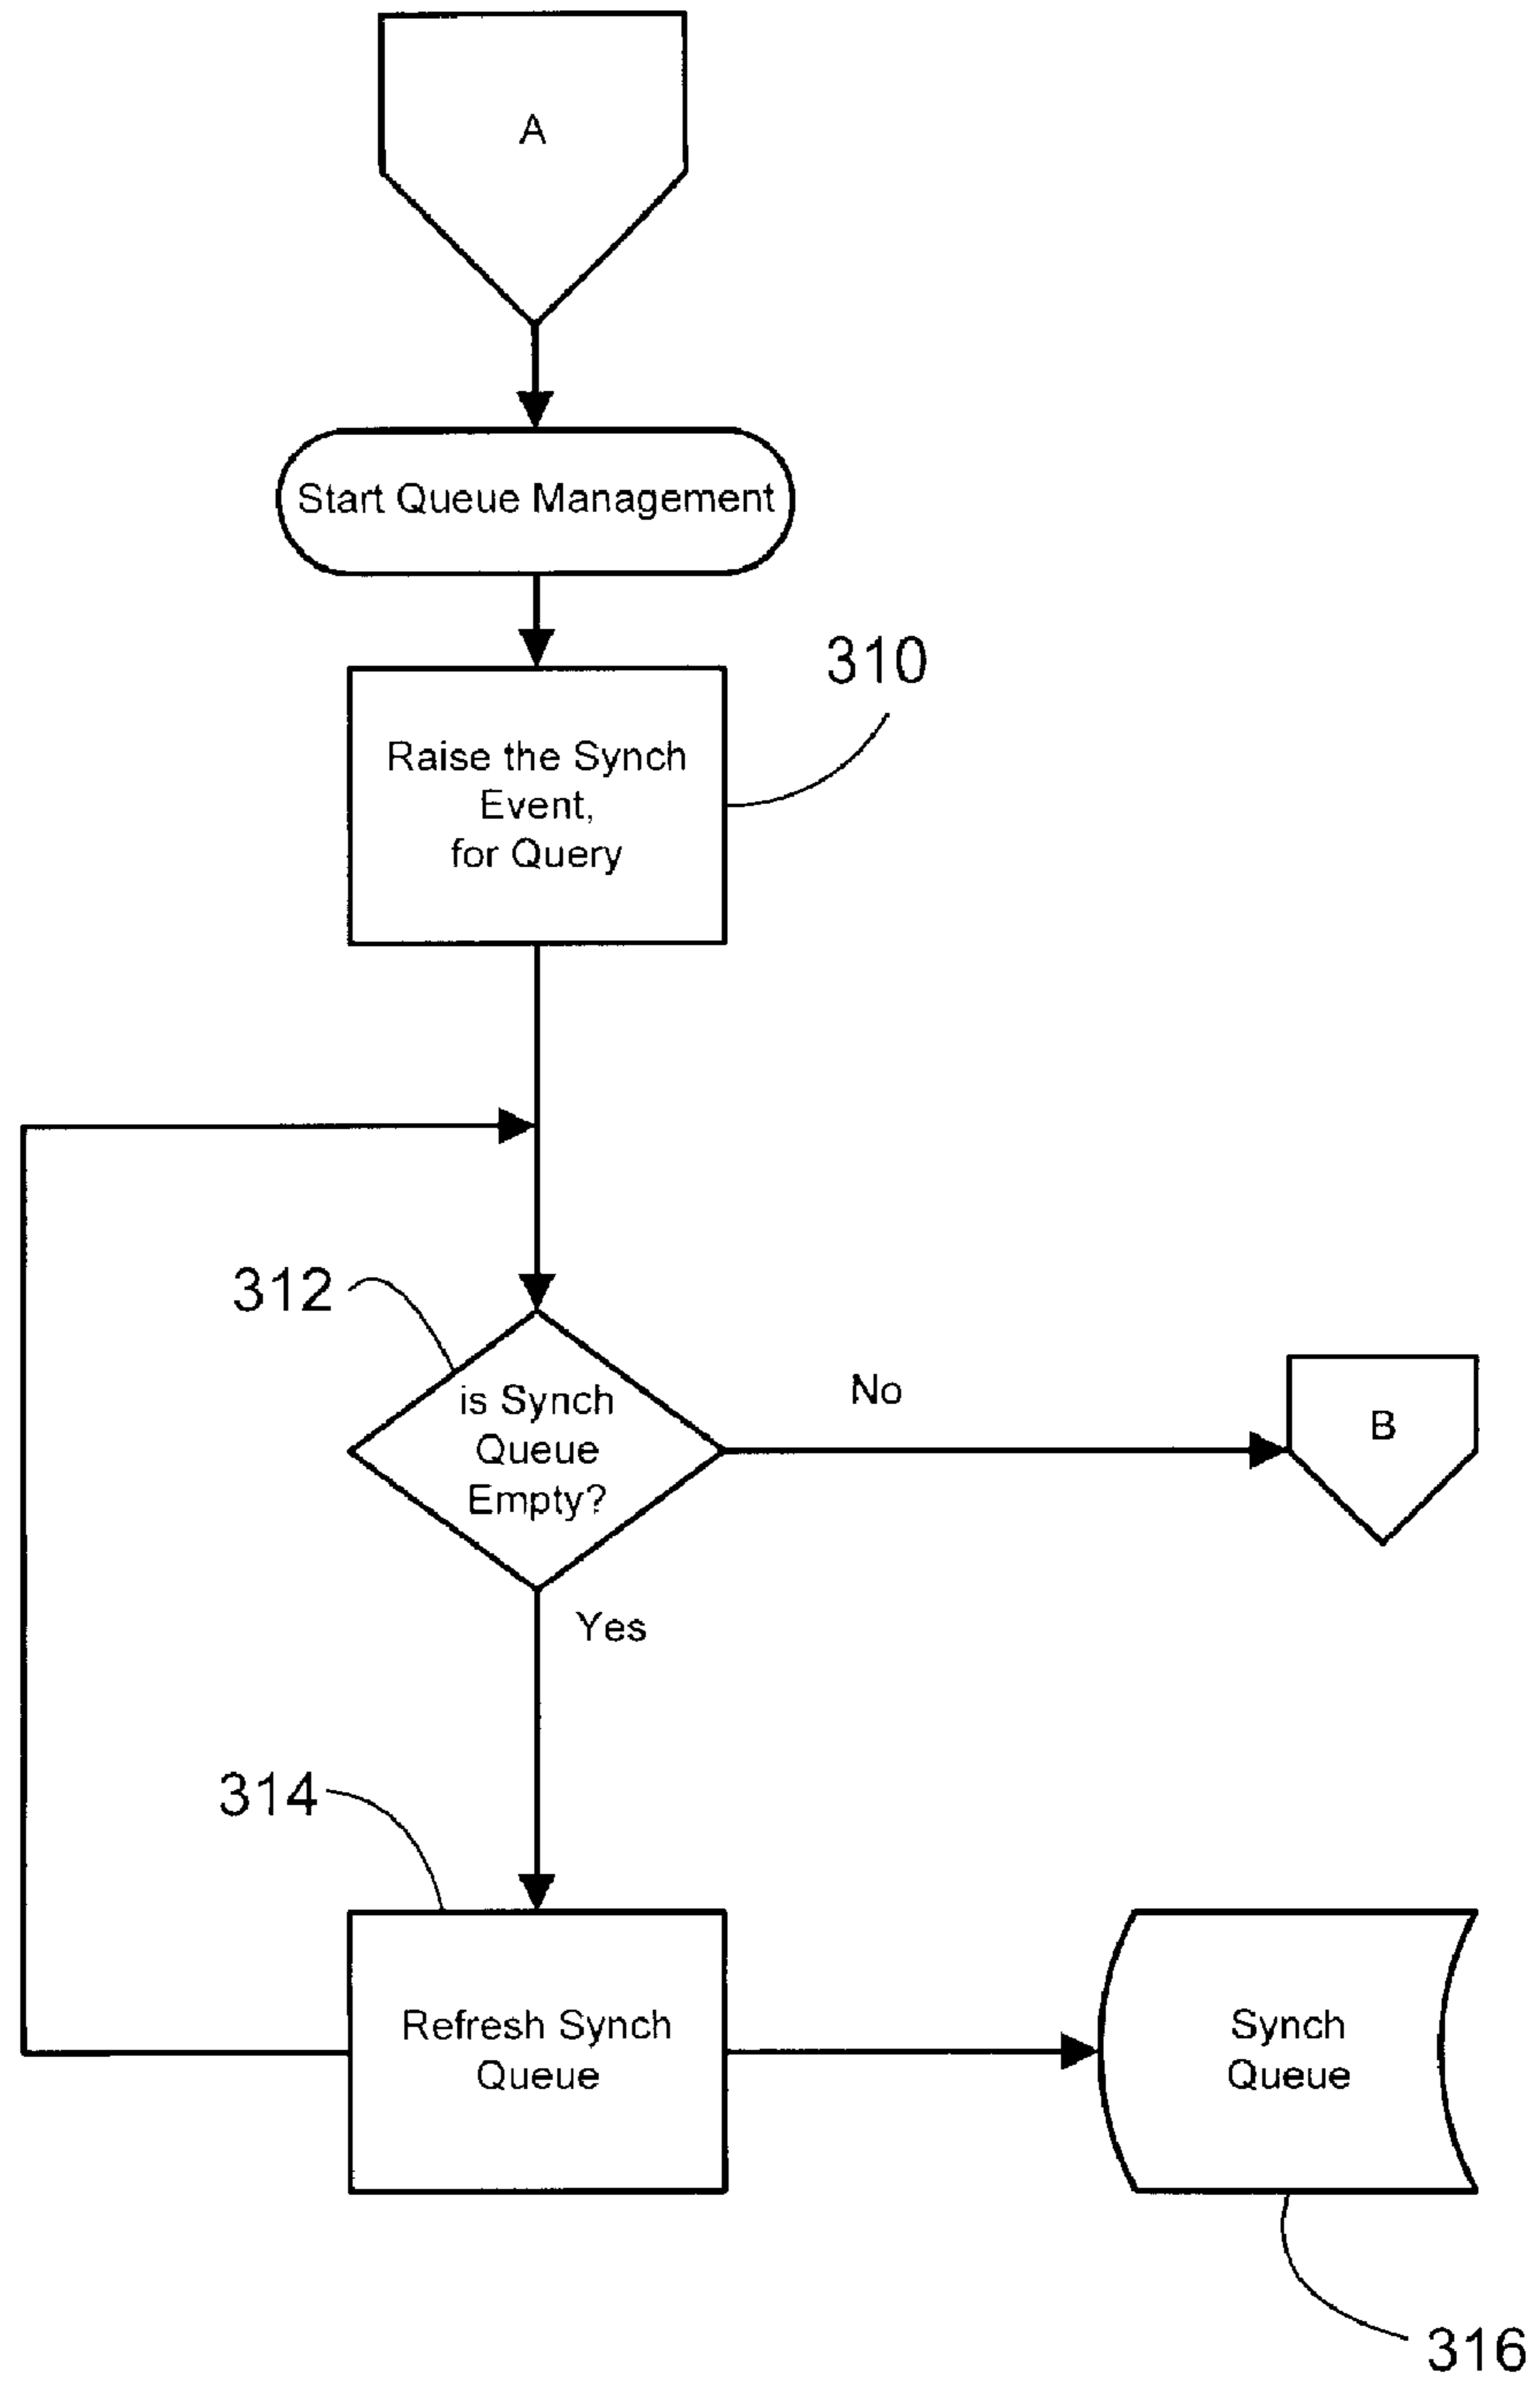 A
Start Queue Management
310
Raise the Synch
Event,
for Query
312
is Synch
Queue
Empty?
No
B
Yes
314
Refresh Synch
Queue
Synch
Queue
316